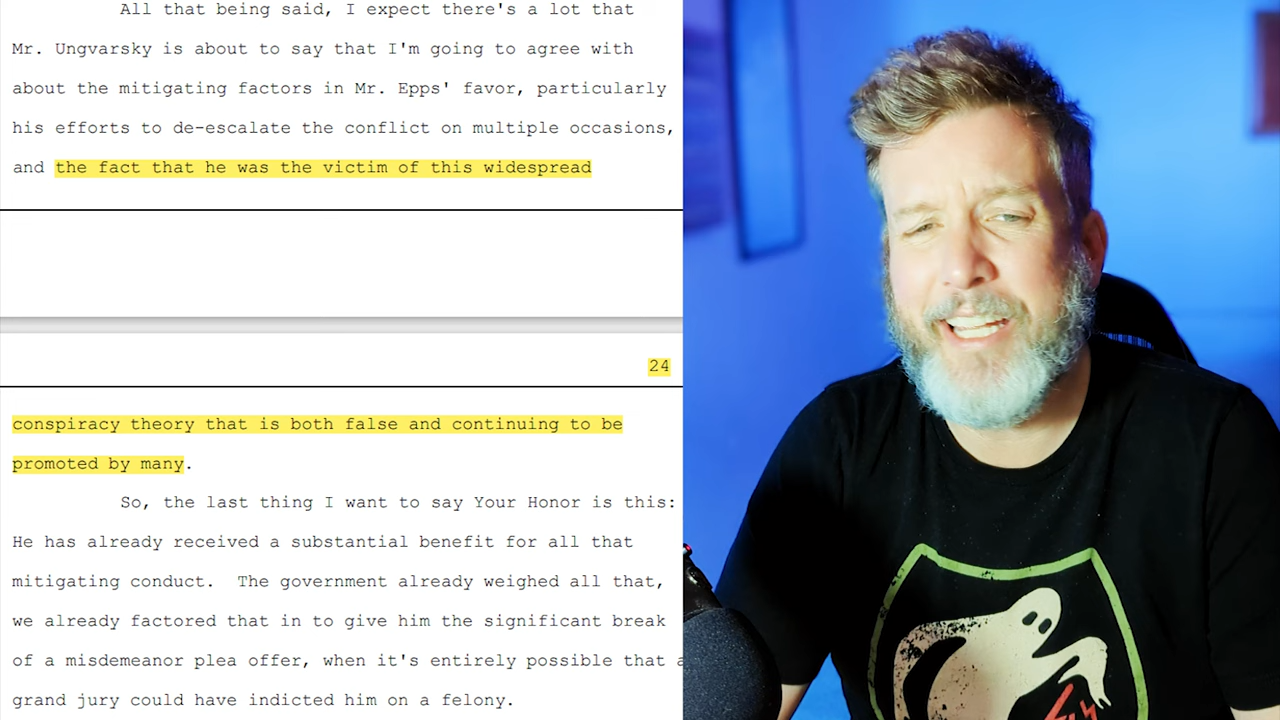 All that being said, I expect there's a lot that
Mr. Ungvarsky is about to say that I'm going to agree with
about the mitigating factors in Mr. Epps' favor, particularly
his efforts to de-escalate the conflict on multiple occasions,
and the fact that he was the victim of this widespread
24
conspiracy theory that is both false and continuing to be
promoted by many.
So, the last thing I want to say Your Honor is this:
He has already received a substantial benefit for all that
mitigating conduct. The government already weighed all that,
we already factored that in to give him the significant break
of a misdemeanor plea offer, when it's entirely possible that a
grand jury could have indicted him on a felony.